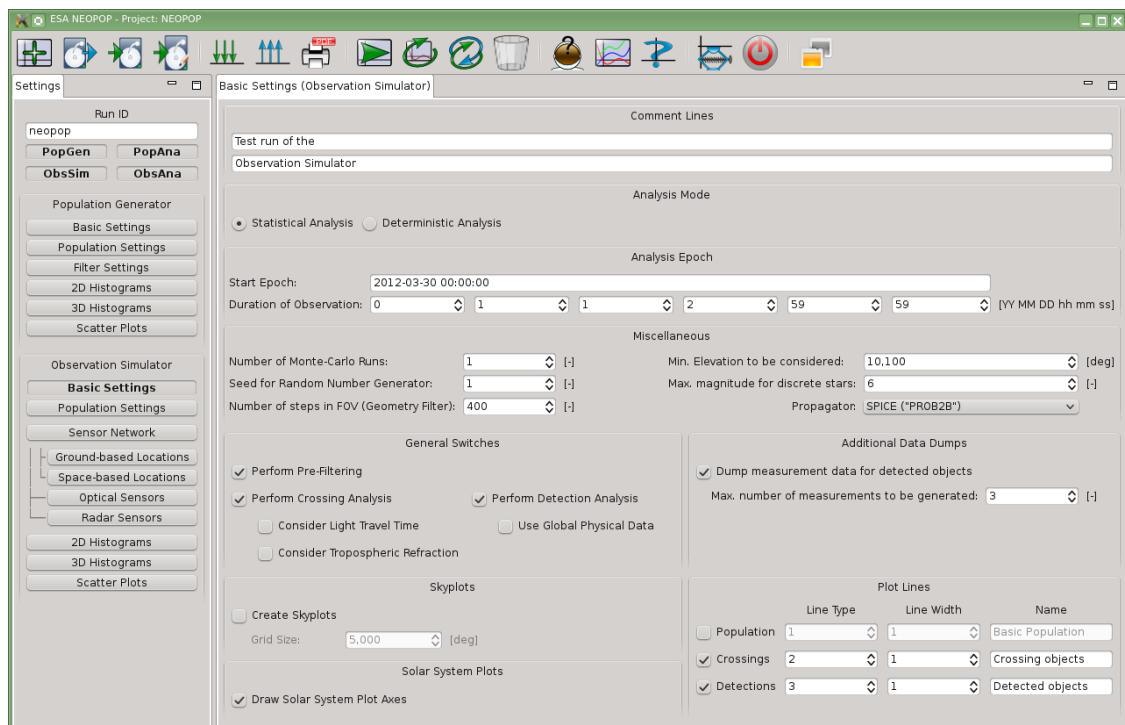 ESA NEOPOP - Project: NEOPOP
Settings
Run ID
neopop
PopGen PopAna
ObsSim ObsAna
Population Generator
Basic Settings
Population Settings
Filter Settings
2D Histograms
3D Histograms
Scatter Plots
Observation Simulator
Basic Settings
Population Settings
Sensor Network
Ground-based Locations
Space-based Locations
Optical Sensors
Radar Sensors
2D Histograms
3D Histograms
Scatter Plots
Basic Settings (Observation Simulator)
Comment Lines
Test run of the
Observation Simulator
Analysis Mode
Statistical Analysis Deterministic Analysis
Analysis Epoch
Start Epoch: 2012-03-30 00:00:00
Duration of Observation: 0 1 1 2 59 59 [YY MM DD hh mm ss]
Miscellaneous
Number of Monte-Carlo Runs: 1 [-] Min. Elevation to be considered: 10,100 [deg]
Seed for Random Number Generator: 1 [-] Max. magnitude for discrete stars: 6 [-]
Number of steps in FOV (Geometry Filter): 400 [-] Propagator: SPICE ("PROB2B")
General Switches
Perform Pre-Filtering
Perform Crossing Analysis Perform Detection Analysis
Consider Light Travel Time Use Global Physical Data
Consider Tropospheric Refraction
Additional Data Dumps
Dump measurement data for detected objects
Max. number of measurements to be generated: 3 [-]
Skyplots
Create Skyplots
Grid Size: 5,000 [deg]
Solar System Plots
Draw Solar System Plot Axes
Plot Lines
Line Type Line Width Name
Population 1 1 Basic Population
Crossings 2 1 Crossing objects
Detections 3 1 Detected objects